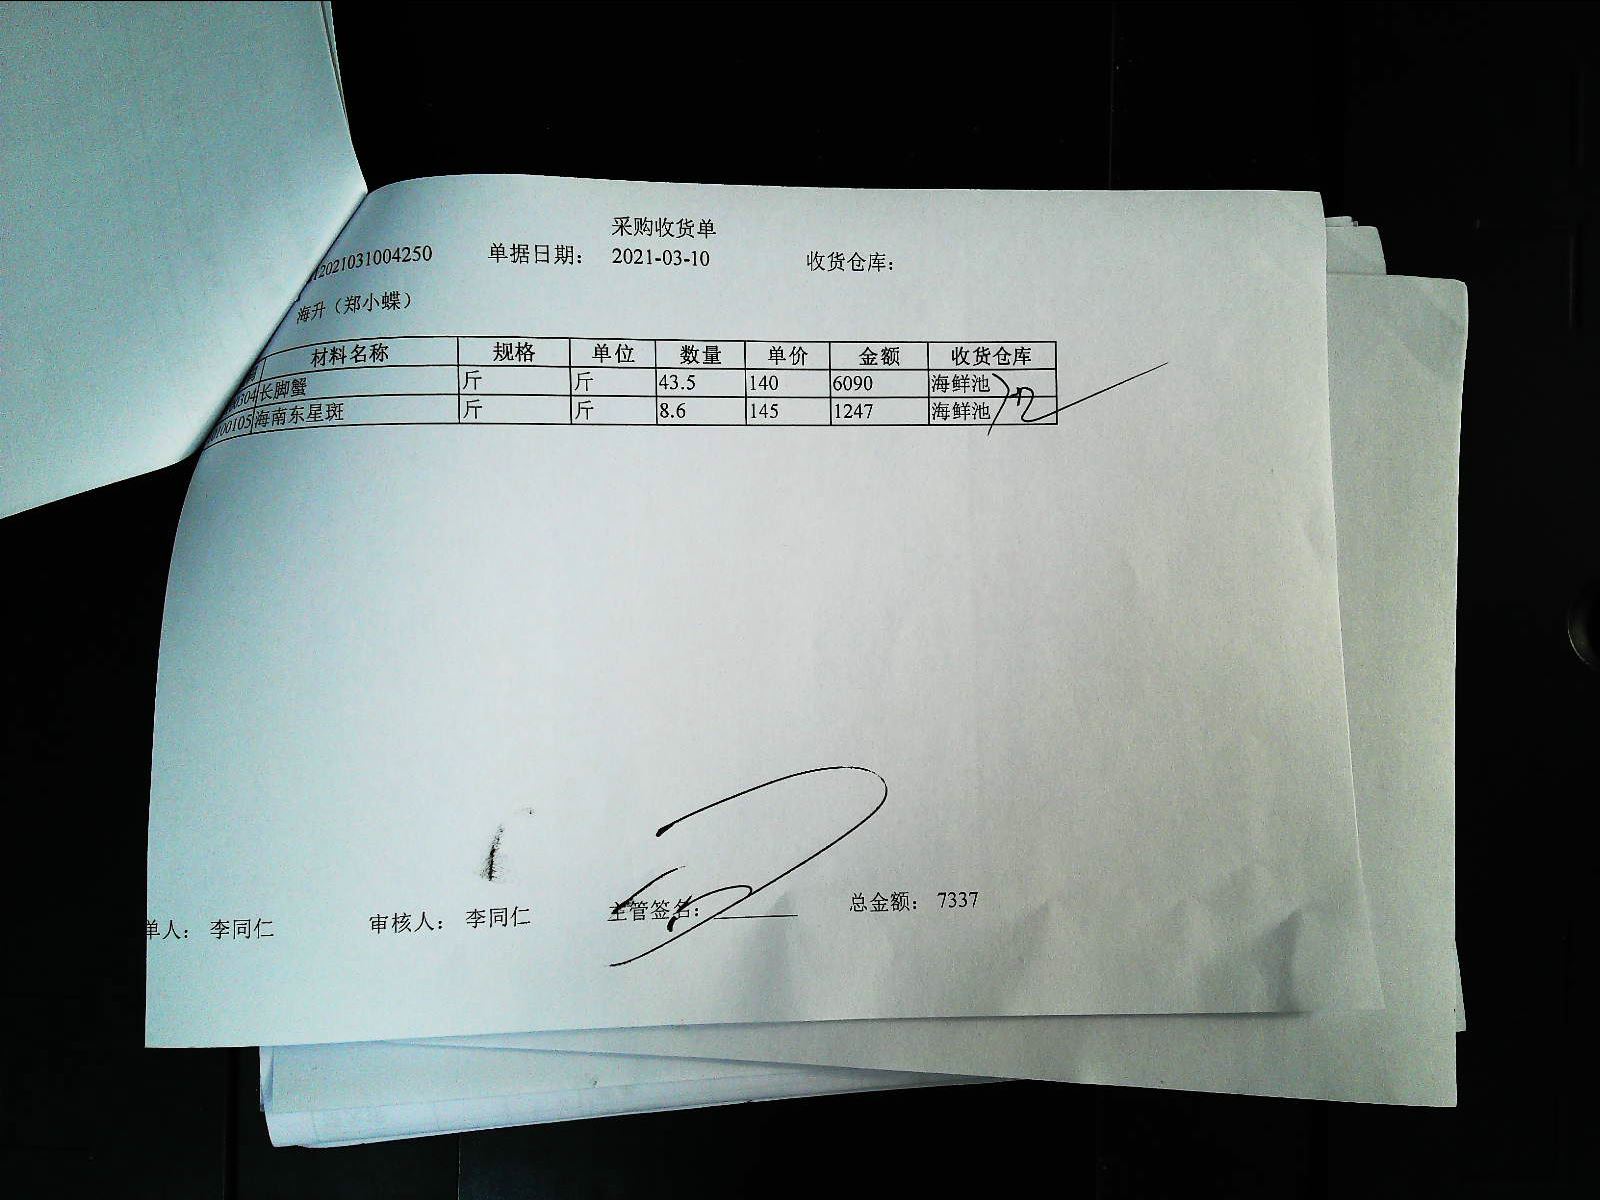 采购收货单
2021031004250 单据日期： 2021-03-10 收货仓库：
海升（郑小蝶）
材料名称 规格 单位 数量 单价 金额 收货仓库
304 长脚蟹 斤 斤 43.5 140 6090 海鲜池
00105 海南东星斑 斤 斤 8.6 145 1247 海鲜池
单人： 李同仁 审核人： 李同仁 主管签名： 总金额： 7337